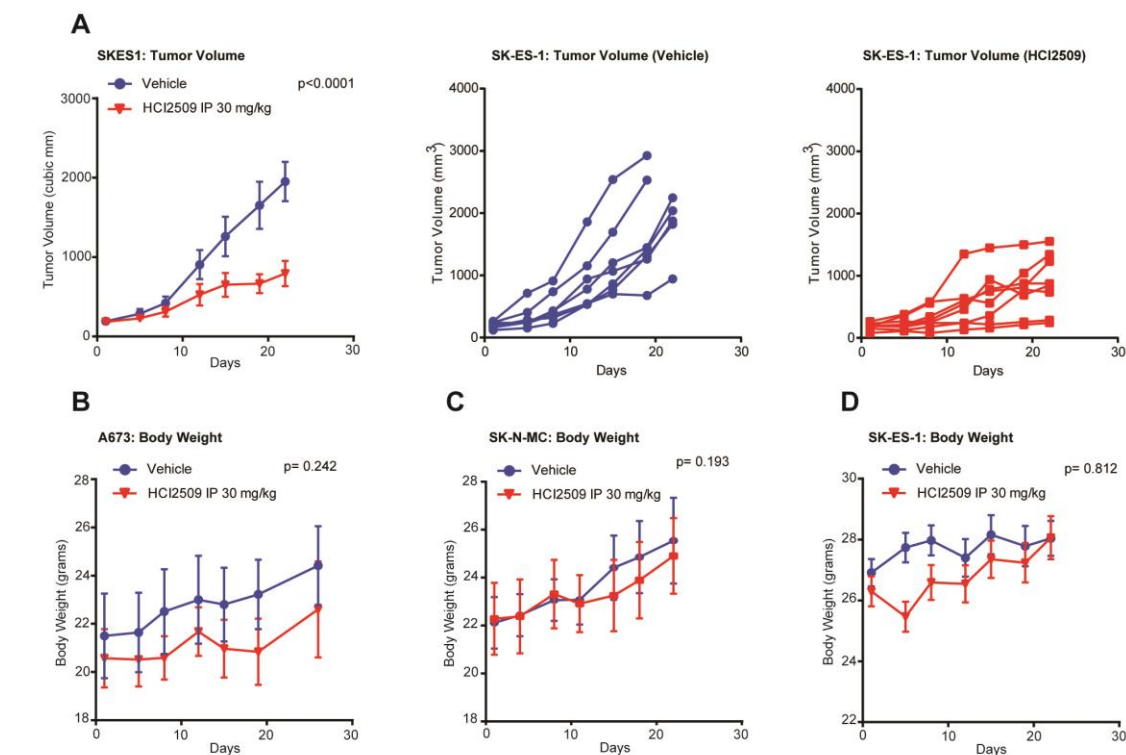 A
SKES1: Tumor Volume
Vehicle
p<0.0001
HCI2509 IP 30 mg/kg
3000
2000
1000
0
Tumor Volume (cubic mm)
0 10 20 30
Days
SK-ES-1: Tumor Volume (Vehicle)
4000
3000
2000
1000
0
Tumor Volume (mm3)
0 10 20 30
Days
SK-ES-1: Tumor Volume (HCI2509)
4000
3000
2000
1000
0
Tumor Volume (mm3)
0 10 20 30
Days
B
A673: Body Weight
Vehicle
p= 0.242
HCI2509 IP 30 mg/kg
28
26
24
22
20
18
Body Weight (grams)
0 10 20 30
Days
C
SK-N-MC: Body Weight
Vehicle
p= 0.193
HCI2509 IP 30 mg/kg
28
26
24
22
20
18
Body Weight (grams)
0 10 20 30
Days
D
SK-ES-1: Body Weight
Vehicle
p= 0.812
HCI2509 IP 30 mg/kg
30
28
26
24
22
Body Weight (grams)
0 10 20 30
Days